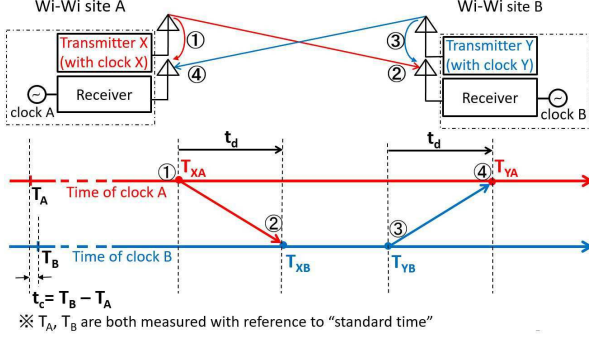 Wi-Wi site A
Wi-Wi site B
Transmitter X
(with clock X)
①
③
Transmitter Y
(with clock Y)
④
②
Receiver
Receiver
clock A
clock B
t_d
t_d
①
T_XA
④
T_YA
T_A
Time of clock A
②
③
T_B
Time of clock B
T_XB
T_YB
t_c= T_B – T_A
※ T_A, T_B are both measured with reference to “standard time”